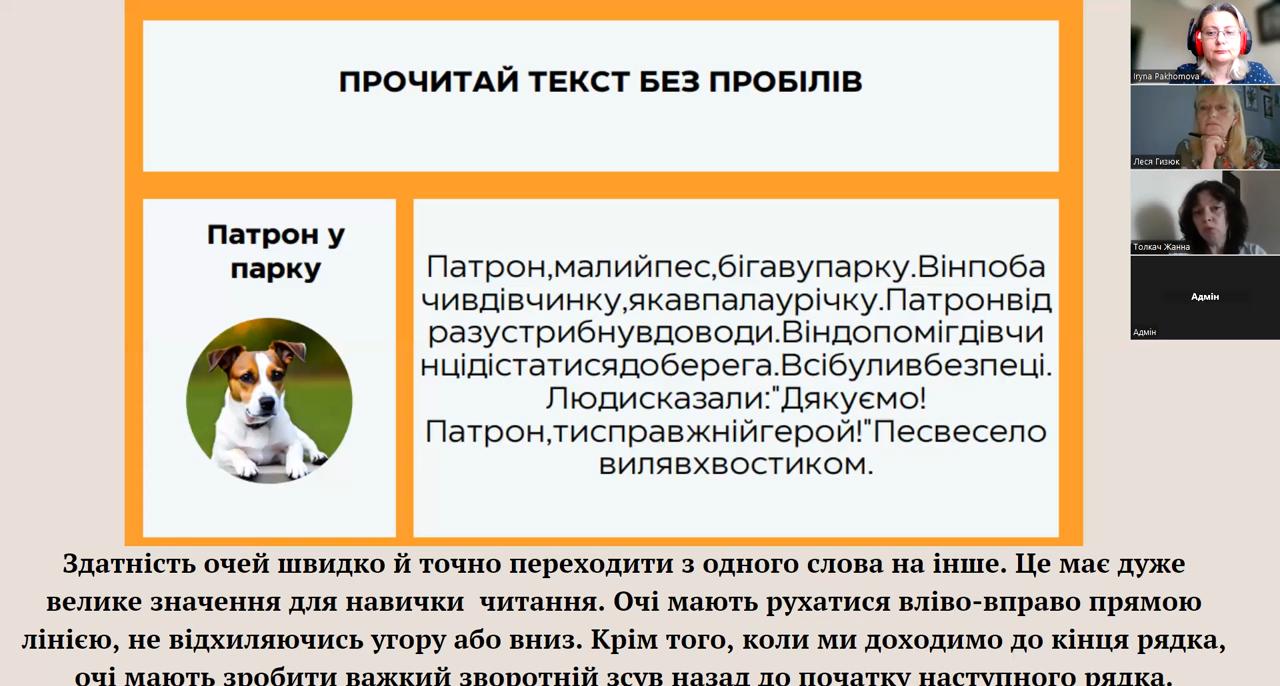 ПРОЧИТАЙ ТЕКСТ БЕЗ ПРОБІЛІВ
Патрон у
парку
Патрон,малийпес,бігавупарку.Вінпоба
чивдівчинку,якавпалаурічку.Патронвід
разустрибнувдоводи.Віндопомігдівчи
нцідістатисядоберега.Всібуливбезпеці.
Людисказали:"Дякуємо!
Патрон,тисправжнійгерой!"Песвесело
вилявхвостиком.
Здатність очей швидко й точно переходити з одного слова на інше. Це має дуже
велике значення для навички читання. Очі мають рухатися вліво-вправо прямою
лінією, не відхиляючись угору або вниз. Крім того, коли ми доходимо до кінця рядка,
очі мають зробити важкий зворотній зсув назад до початку наступного рядка.
Iryna Pakhomova
Леся Гизюк
Толкач Жанна
Адмін
Адмін